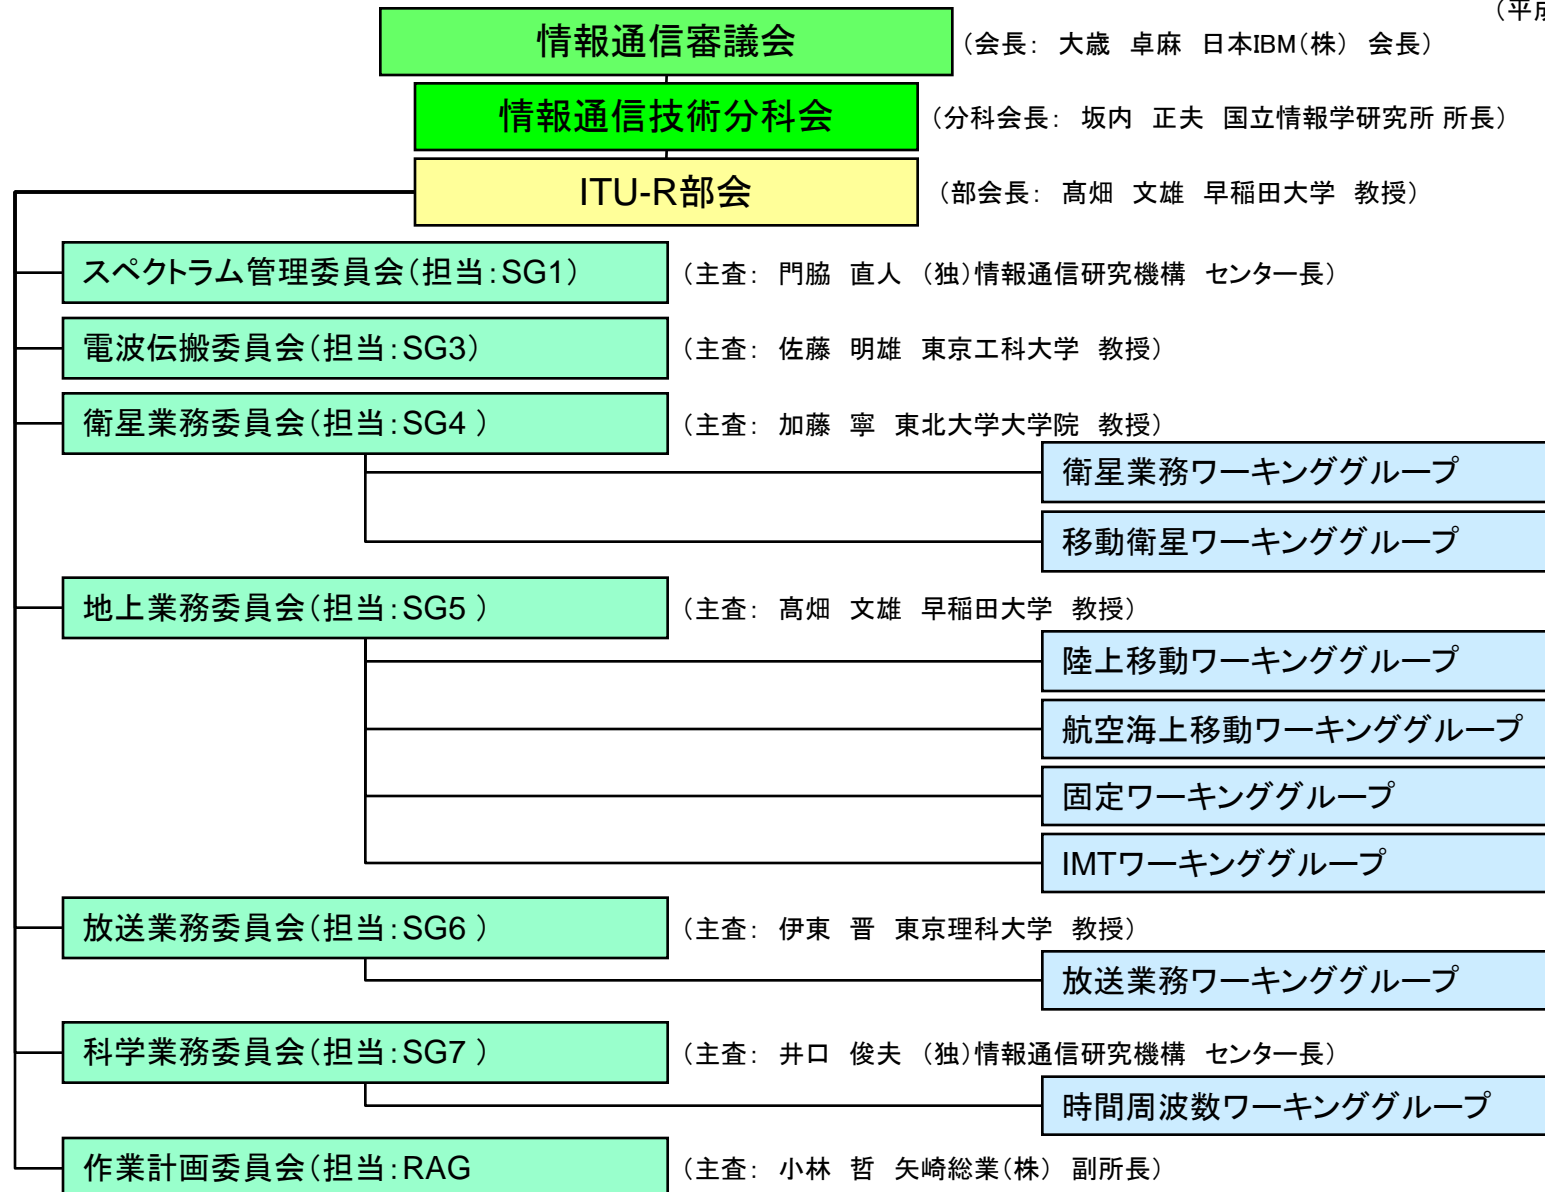 （平成
情報通信審議会
（会長： 大歳 卓麻 日本IBM（株） 会長）
情報通信技術分科会
（分科会長： 坂内 正夫 国立情報学研究所 所長）
ITU-R部会
（部会長： 髙畑 文雄 早稲田大学 教授）
スペクトラム管理委員会（担当：SG1）
（主査： 門脇 直人 （独）情報通信研究機構 センター長）
電波伝搬委員会（担当：SG3）
（主査： 佐藤 明雄 東京工科大学 教授）
衛星業務委員会（担当：SG4 ）
（主査： 加藤 寧 東北大学大学院 教授）
衛星業務ワーキンググループ
移動衛星ワーキンググループ
地上業務委員会（担当：SG5 ）
（主査： 髙畑 文雄 早稲田大学 教授）
陸上移動ワーキンググループ
航空海上移動ワーキンググループ
固定ワーキンググループ
IMTワーキンググループ
放送業務委員会（担当：SG6 ）
（主査： 伊東 晋 東京理科大学 教授）
放送業務ワーキンググループ
科学業務委員会（担当：SG7 ）
（主査： 井口 俊夫 （独）情報通信研究機構 センター長）
時間周波数ワーキンググループ
作業計画委員会（担当：RAG
（主査： 小林 哲 矢崎総業（株） 副所長）